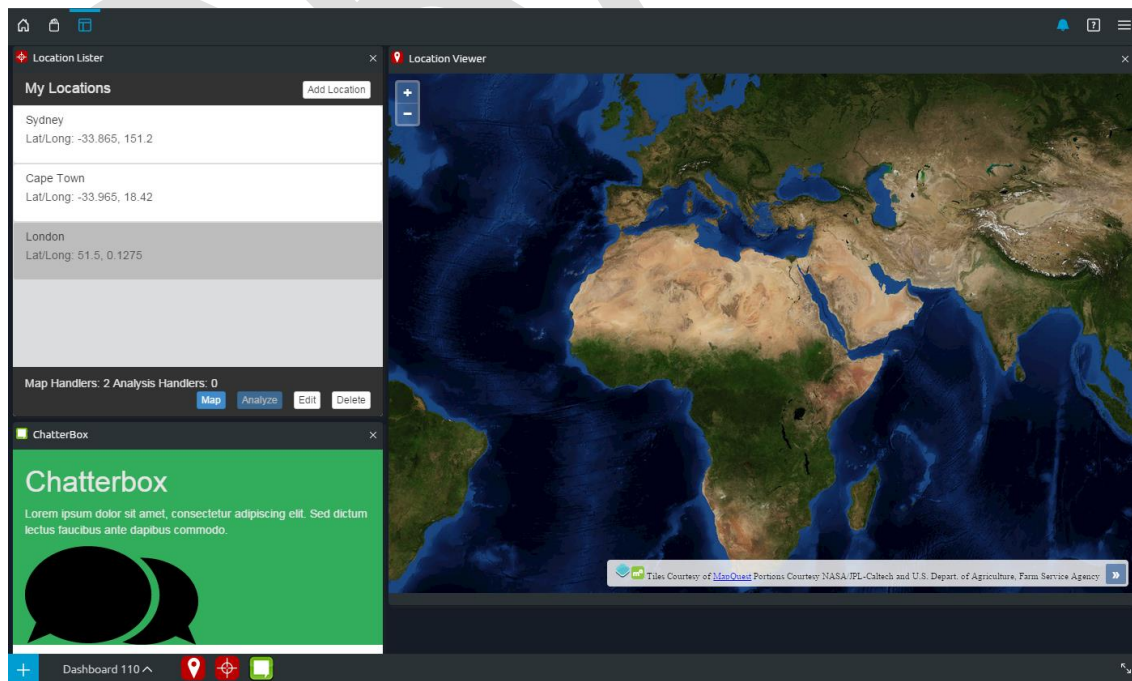 Location Lister
My Locations
Add Location
Sydney
Lat/Long: -33.865, 151.2
Cape Town
Lat/Long: -33.965, 18.42
London
Lat/Long: 51.5, 0.1275
Map Handlers: 2 Analysis Handlers: 0
Map Analyze Edit Delete
ChatterBox
Chatterbox
Lorem ipsum dolor sit amet, consectetur adipiscing elit. Sed dictum
lectus faucibus ante dapibus commodo.
Location Viewer
Tiles Courtesy of MapQuest Portions Courtesy NASA/JPL-Caltech and U.S. Depart. of Agriculture, Farm Service Agency
Dashboard 110